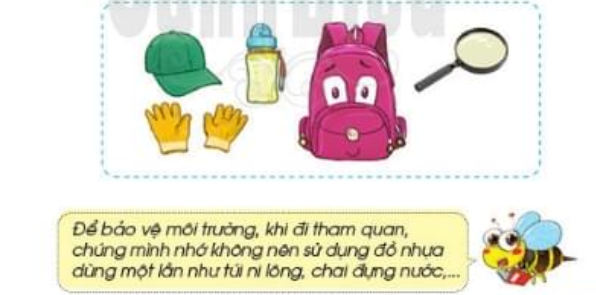 Để bảo vệ môi trường, khi đi tham quan,
chúng mình nhớ không nên sử dụng đồ nhựa
dùng một lần như túi ni lông, chai đựng nước,...